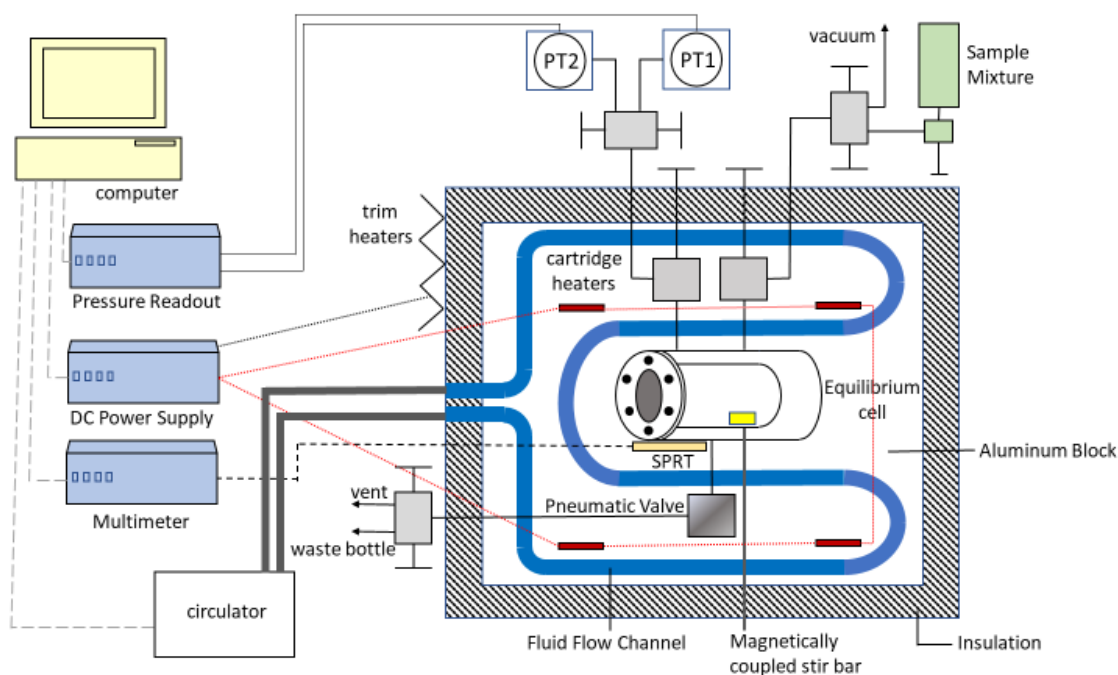 PT2
PT1
vacuum
Sample
Mixture
computer
trim
heaters
cartridge
heaters
Pressure Readout
DC Power Supply
Equilibrium
cell
Aluminum Block
SPRT
Multimeter
vent
Pneumatic Valve
waste bottle
circulator
Fluid Flow Channel
Magnetically
coupled stir bar
Insulation